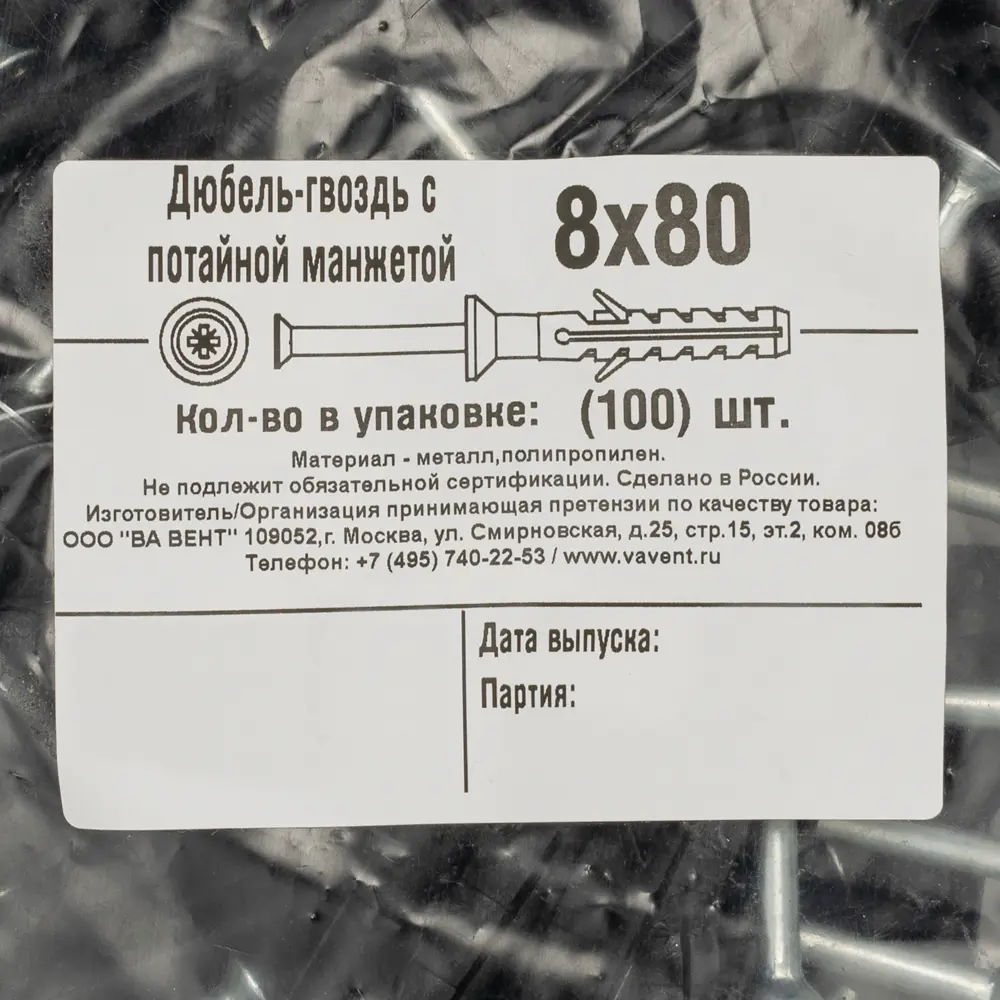 Дюбель-гвоздь с
потайной манжетой
8x80
Кол-во в упаковке: (100) шт.
Материал - металл,полипропилен.
Не подлежит обязательной сертификации. Сделано в России.
Изготовитель/Организация принимающая претензии по качеству товара:
ООО "ВА ВЕНТ" 109052,г. Москва, ул. Смирновская, д.25, стр.15, эт.2, ком. 08б
Телефон: +7 (495) 740-22-53 / www.vavent.ru
Дата выпуска:
Партия: